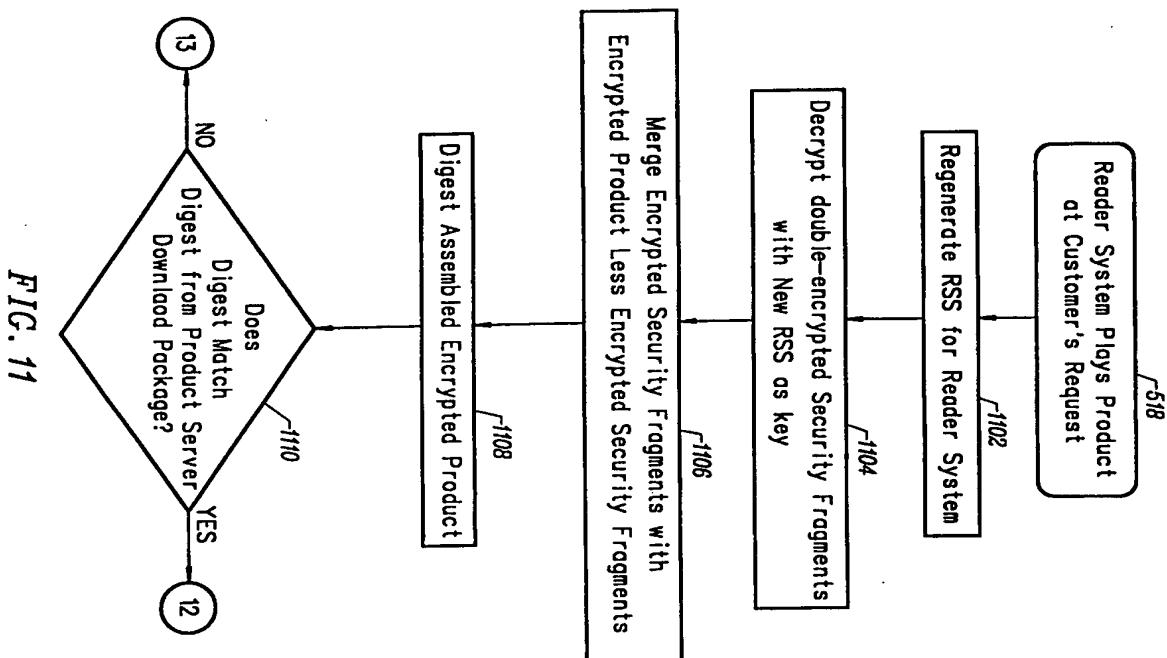 518
Reader System Plays Product
at Customer's Request
1102
Regenerate RSS for Reader System
1104
Decrypt double-encrypted Security Fragments
with New RSS as key
1106
Merge Encrypted Security Fragments with
Encrypted Product Less Encrypted Security Fragments
1108
Digest Assembled Encrypted Product
1110
Does
Digest Match
Digest from Product Server
Downlaod Package?
NO
YES
13
12
FIG. 11